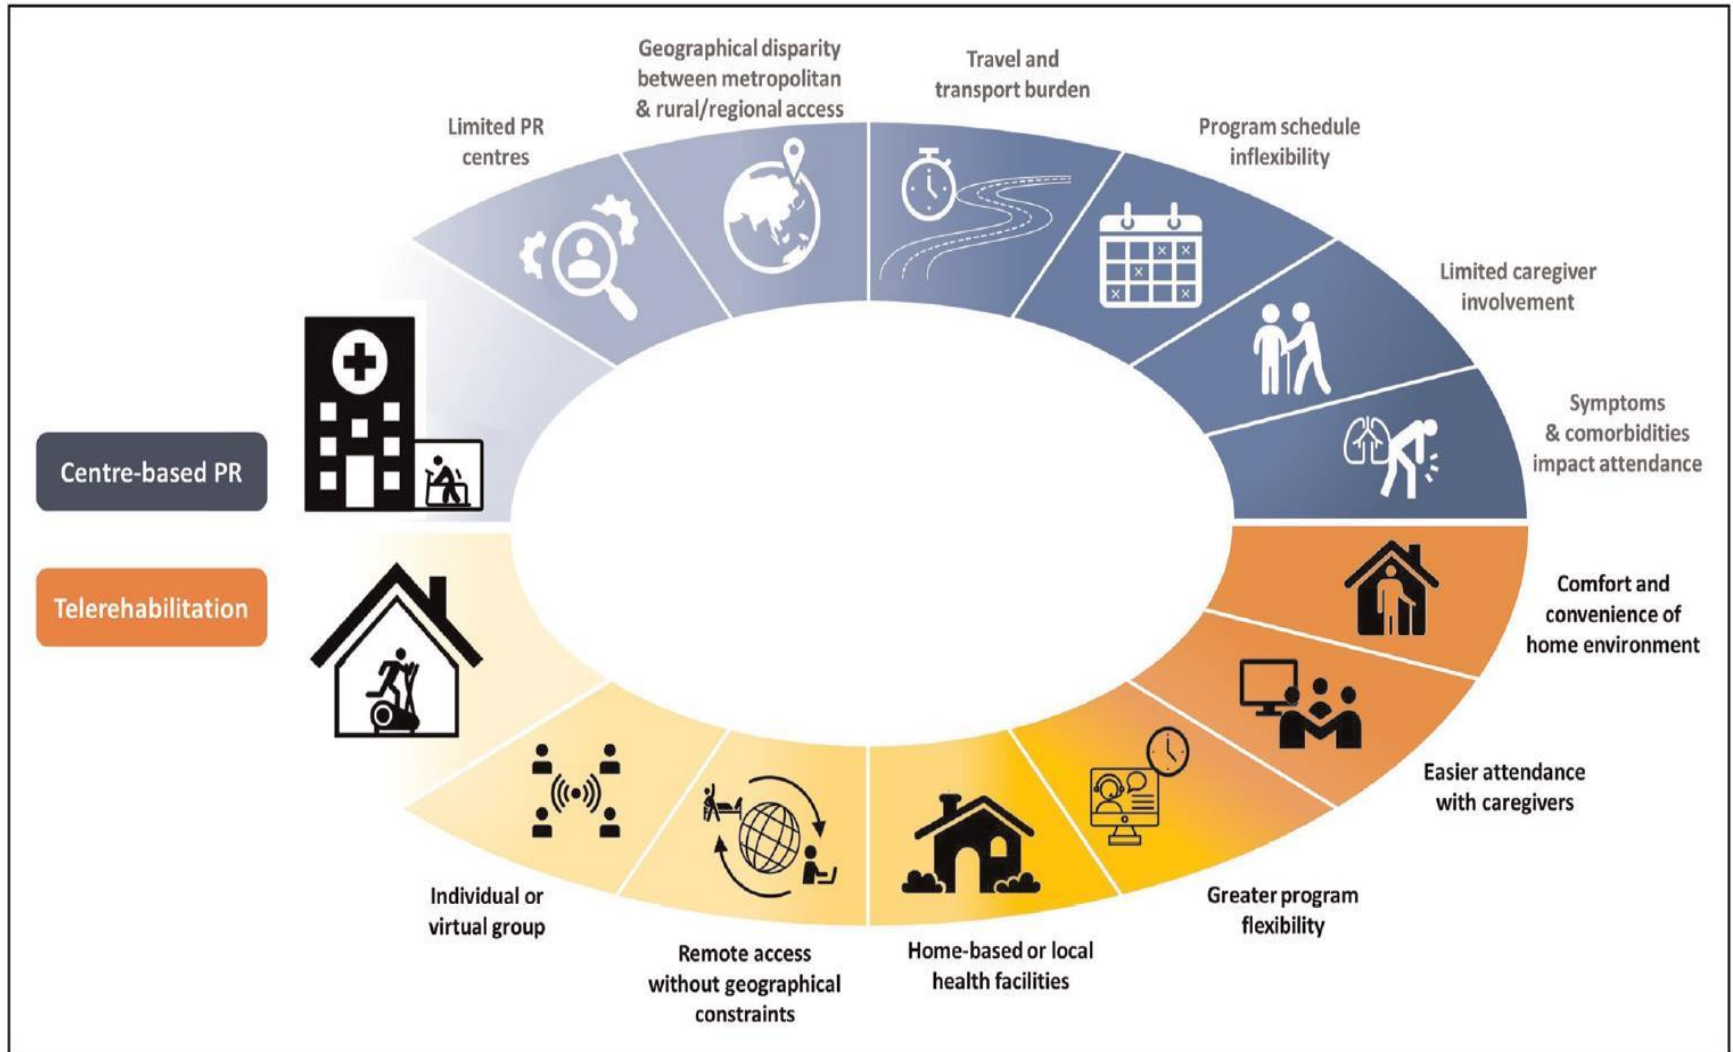 Geographical disparity
between metropolitan
& rural/regional access
Travel and
transport burden
Limited PR
centres
Program schedule
inflexibility
Limited caregiver
involvement
Symptoms
& comorbidities
impact attendance
Centre-based PR
Telerehabilitation
Comfort and
convenience of
home environment
Easier attendance
with caregivers
Greater program
flexibility
Home-based or local
health facilities
Remote access
without geographical
constraints
Individual or
virtual group